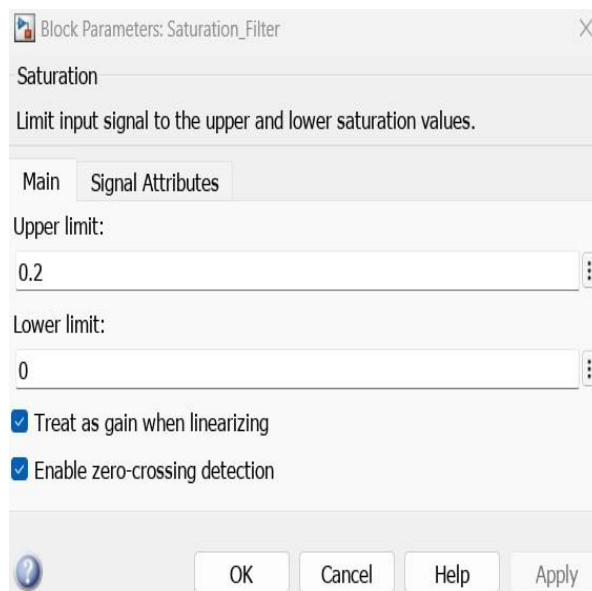 Block Parameters: Saturation_Filter
Saturation
Limit input signal to the upper and lower saturation values.
Main Signal Attributes
Upper limit:
0.2
Lower limit:
0
Treat as gain when linearizing
Enable zero-crossing detection
? OK Cancel Help Apply